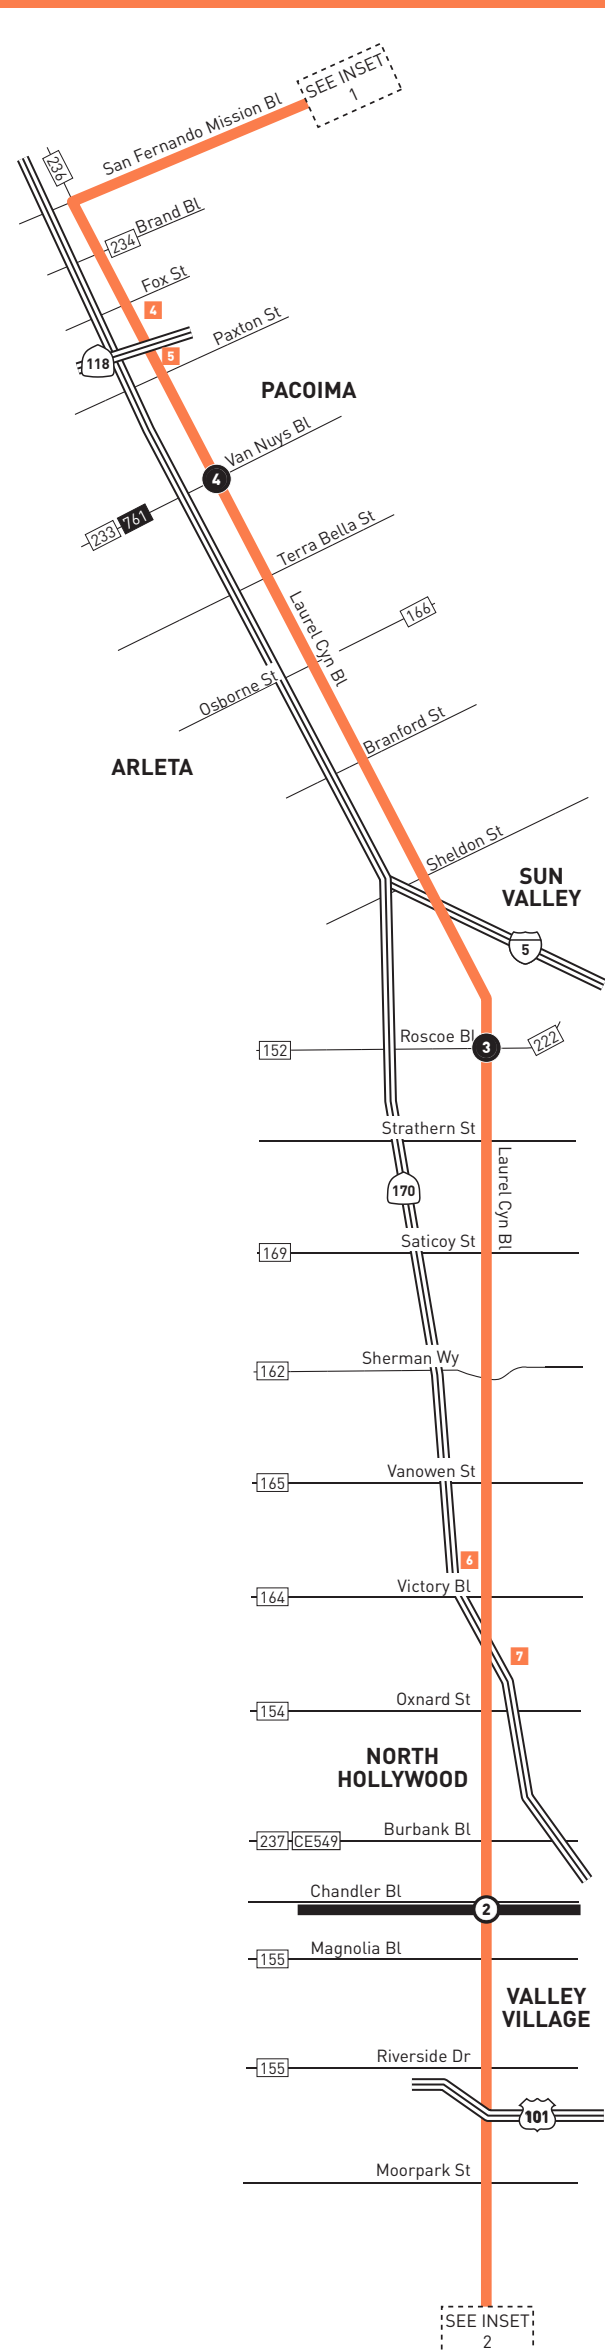 SEE INSET
1
San Fernando Mission Bl
236
Brand Bl
234
Fox St
4
Paxton St
5
118
PACOIMA
Van Nuys Bl
4
233
761
Terra Bella St
Laurel Cyn Bl
166
Osborne St
Branford St
ARLETA
Sheldon St
SUN
VALLEY
5
Roscoe Bl
3
222
152
Strathern St
Laurel Cyn Bl
170
Saticoy St
169
Sherman Wy
162
Vanowen St
165
6
Victory Bl
164
7
Oxnard St
154
NORTH
HOLLYWOOD
Burbank Bl
237 CE549
Chandler Bl
2
Magnolia Bl
155
VALLEY
VILLAGE
Riverside Dr
155
101
Moorpark St
SEE INSET
2